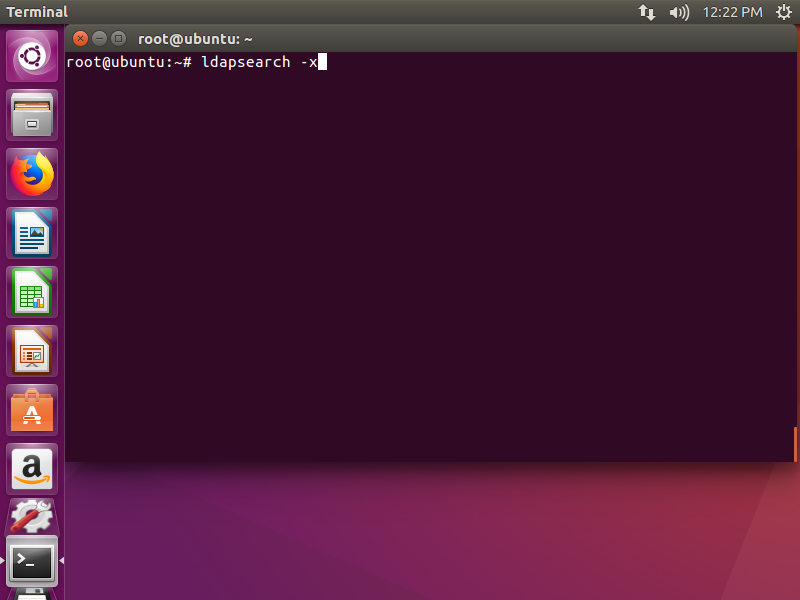 Terminal
12:22 PM
root@ubuntu: ~
root@ubuntu:~# ldapsearch -x